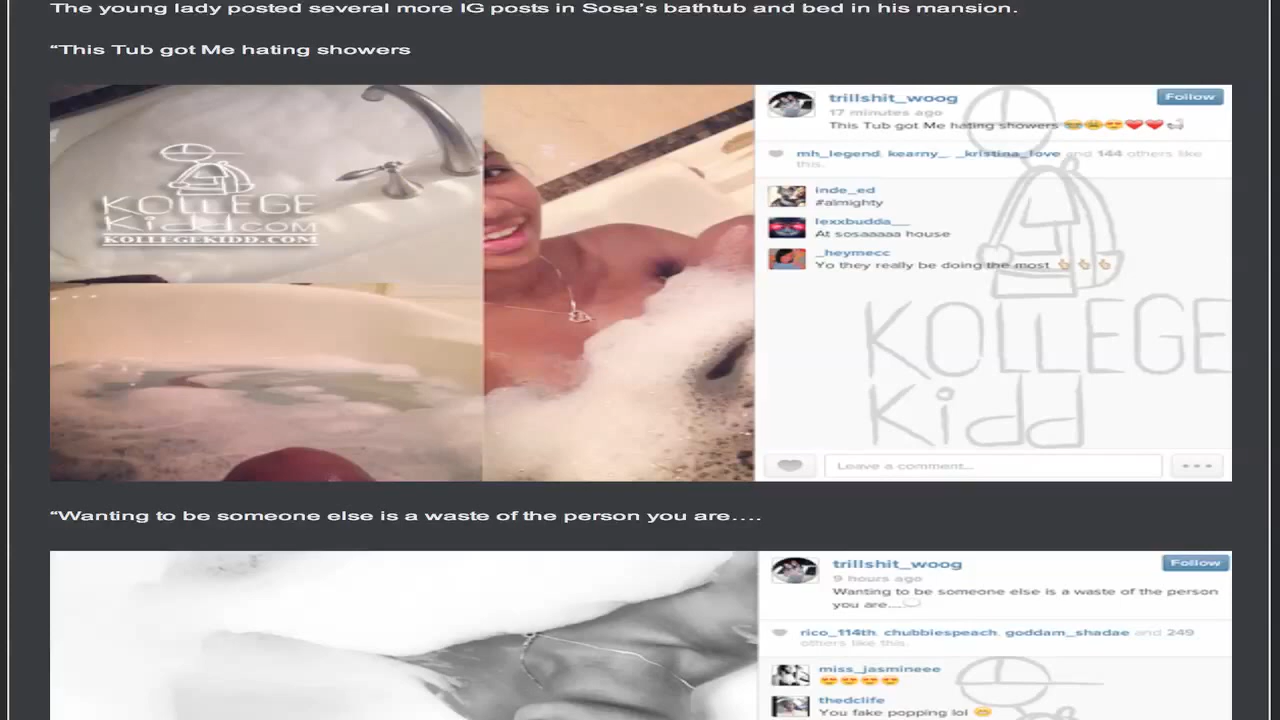 The young lady posted several more IG posts in Sosa's bathtub and bed in his mansion.
“This Tub got Me hating showers
KOLLEGE
Kidd.COM
KOLLEGEKIDD.COM
trillshit_woog
Follow
17 minutes ago
This Tub got Me hating showers 😂😩😍❤️❤️🛀
mh_legend, kearny_, _kristina_love and 144 others like
this.
inde_ed
#almighty
lexxbudda__
At sosaaaaa house
_heymecc
Yo they really be doing the most 👌👌👌
KOLLEGE
Kidd
Leave a comment...
“Wanting to be someone else is a waste of the person you are….
trillshit_woog
Follow
9 hours ago
Wanting to be someone else is a waste of the person
you are....
rico_114th, chubbiespeach, goddam_shadae and 249
others like this.
miss_jasmineee
😍😍😍😍
thedclife
You fake popping lol 😁